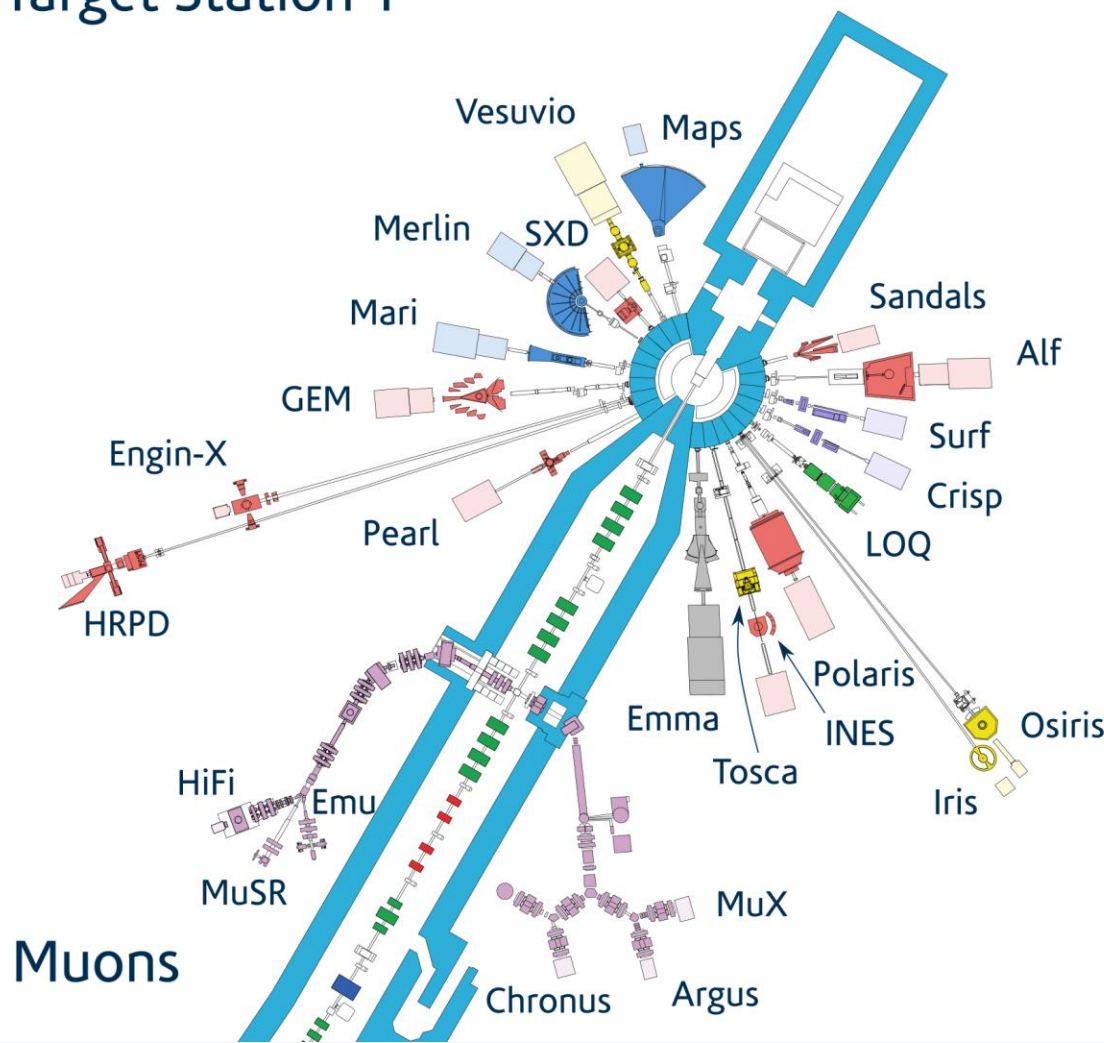 Target Station 1
Vesuvio
Maps
Merlin
SXD
Mari
Sandals
Alf
GEM
Engin-X
Surf
Crisp
Pearl
LOQ
HRPD
Polaris
Emma
INES
Osiris
Tosca
Iris
HiFi
Emu
MuSR
MuX
Muons
Chronus
Argus